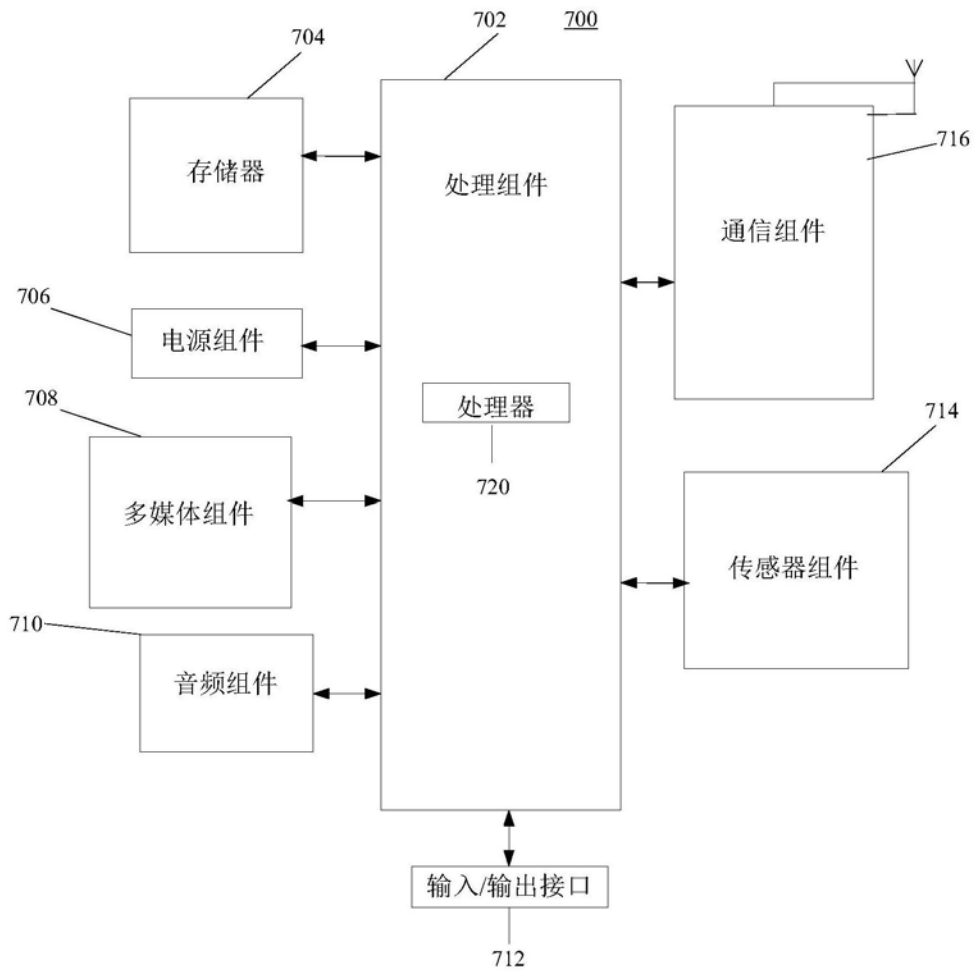 702
700
704
存储器
处理组件
716
通信组件
706
电源组件
708
处理器
720
714
多媒体组件
传感器组件
710
音频组件
输入/输出接口
712